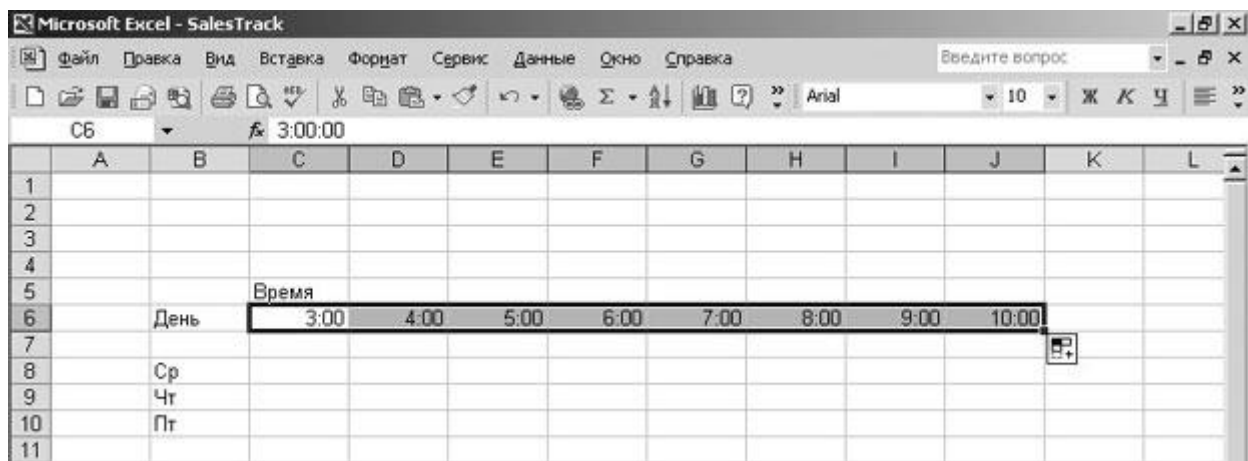 Microsoft Excel - SalesTrack
Файл Правка Вид Вставка Формат Сервис Данные Окно Справка Введите вопрос
Arial 10 Ж К Ч
C6 fx 3:00:00
A B C D E F G H I J K L
1
2
3
4
5 Время
6 День 3:00 4:00 5:00 6:00 7:00 8:00 9:00 10:00
7
8 Ср
9 Чт
10 Пт
11